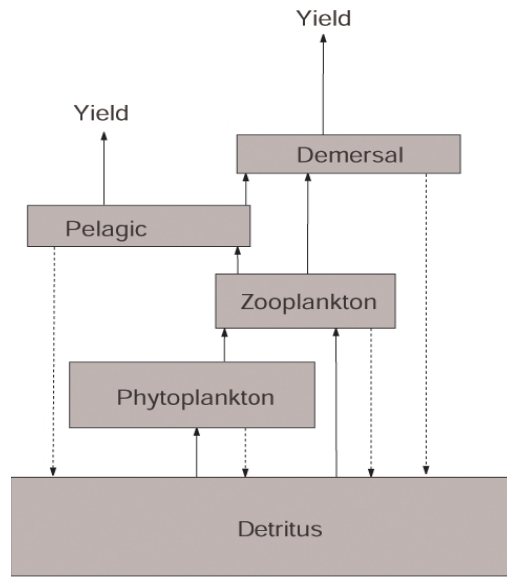 Yield
Yield
Demersal
Pelagic
Zooplankton
Phytoplankton
Detritus